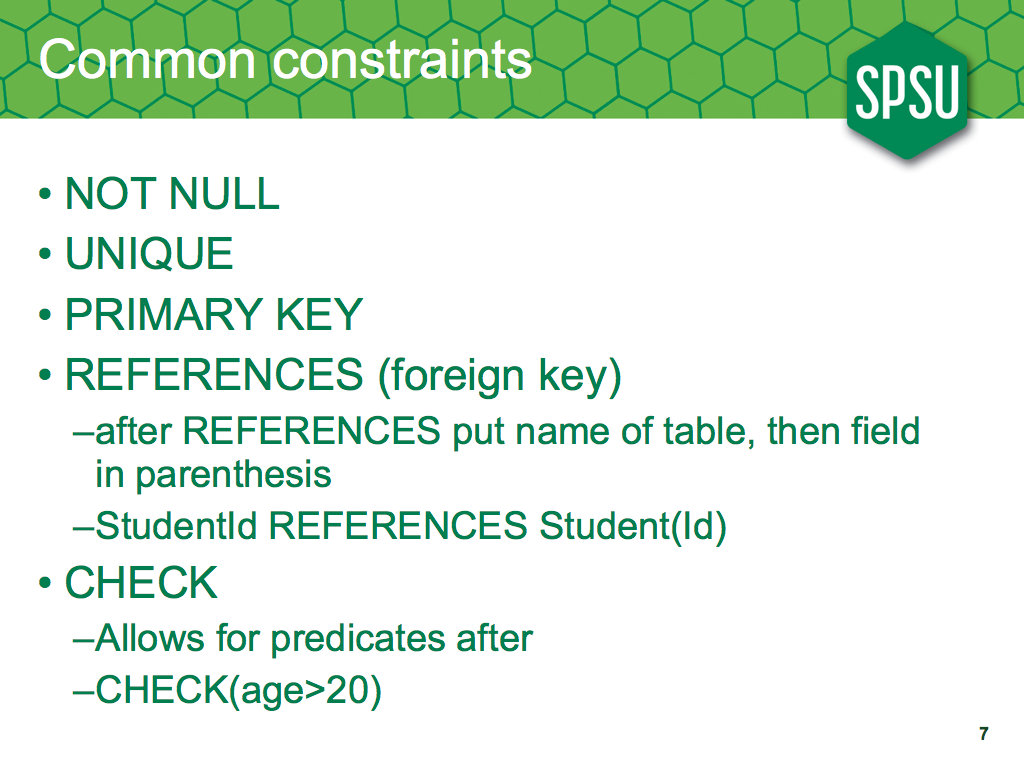 Common constraints
SPSU
• NOT NULL
• UNIQUE
• PRIMARY KEY
• REFERENCES (foreign key)
–after REFERENCES put name of table, then field
in parenthesis
–StudentId REFERENCES Student(Id)
• CHECK
–Allows for predicates after
–CHECK(age>20)
7